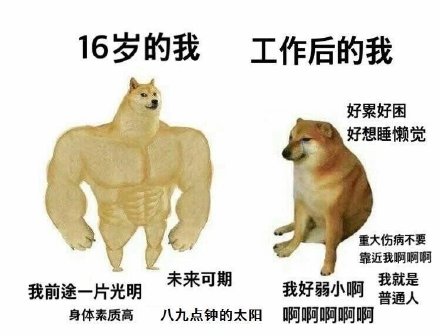 16岁的我
工作后的我
好累好困
好想睡懒觉
重大伤病不要
靠近我啊啊啊
未来可期
我前途一片光明
我好弱小啊
我就是
普通人
身体素质高
八九点钟的太阳
啊啊啊啊啊